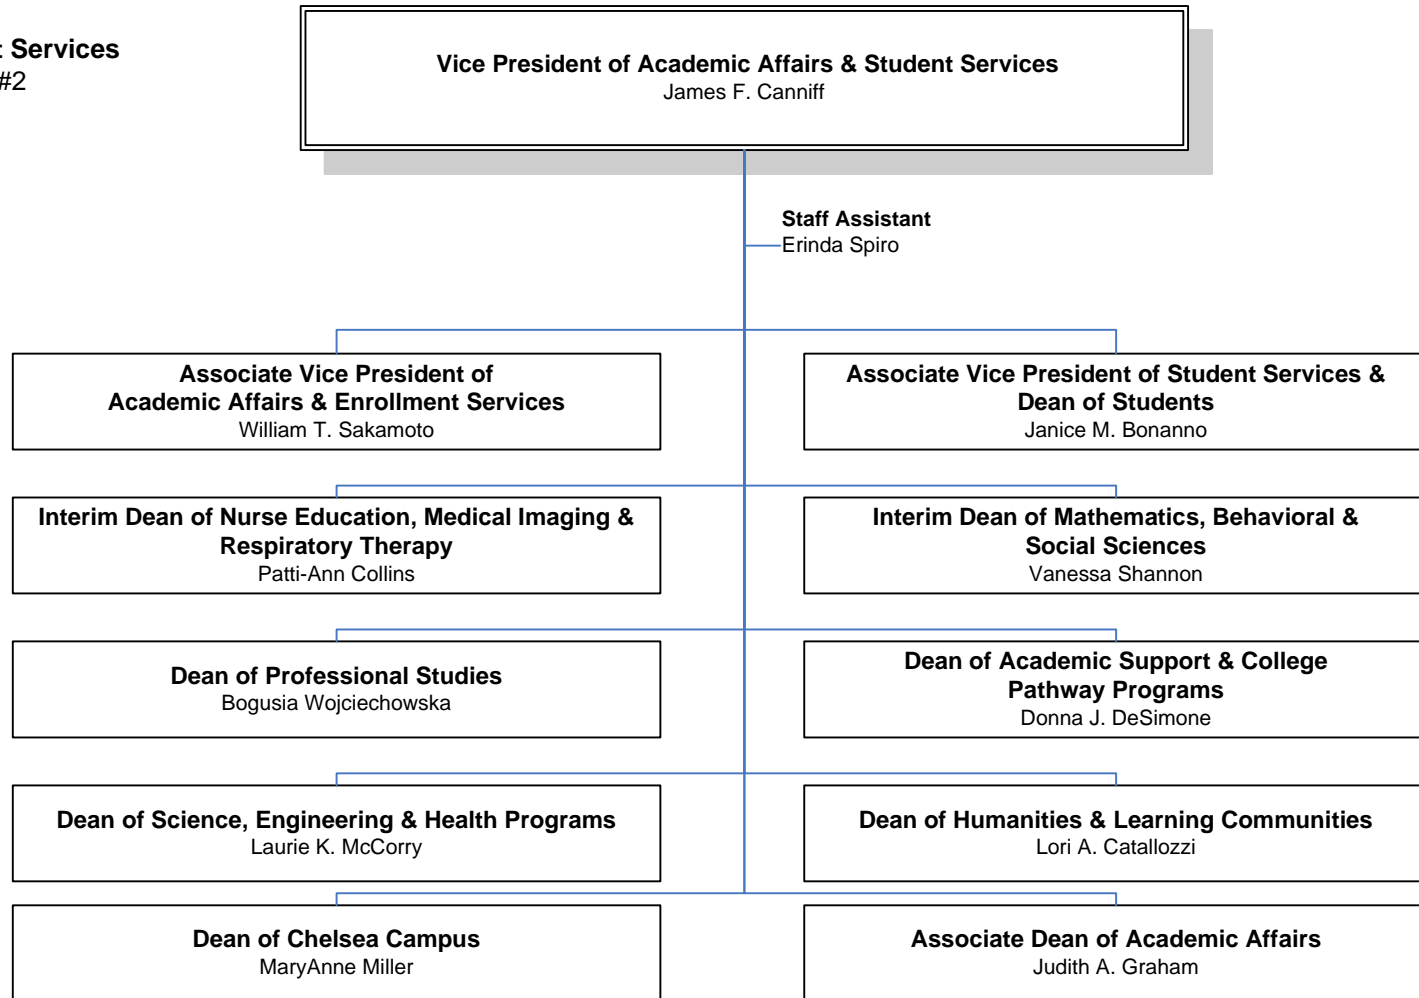 Services
#2
Vice President of Academic Affairs & Student Services
James F. Canniff
Staff Assistant
Erinda Spiro
Associate Vice President of
Academic Affairs & Enrollment Services
William T. Sakamoto
Associate Vice President of Student Services &
Dean of Students
Janice M. Bonanno
Interim Dean of Nurse Education, Medical Imaging &
Respiratory Therapy
Patti-Ann Collins
Interim Dean of Mathematics, Behavioral &
Social Sciences
Vanessa Shannon
Dean of Professional Studies
Bogusia Wojciechowska
Dean of Academic Support & College
Pathway Programs
Donna J. DeSimone
Dean of Science, Engineering & Health Programs
Laurie K. McCorry
Dean of Humanities & Learning Communities
Lori A. Catallozzi
Dean of Chelsea Campus
MaryAnne Miller
Associate Dean of Academic Affairs
Judith A. Graham